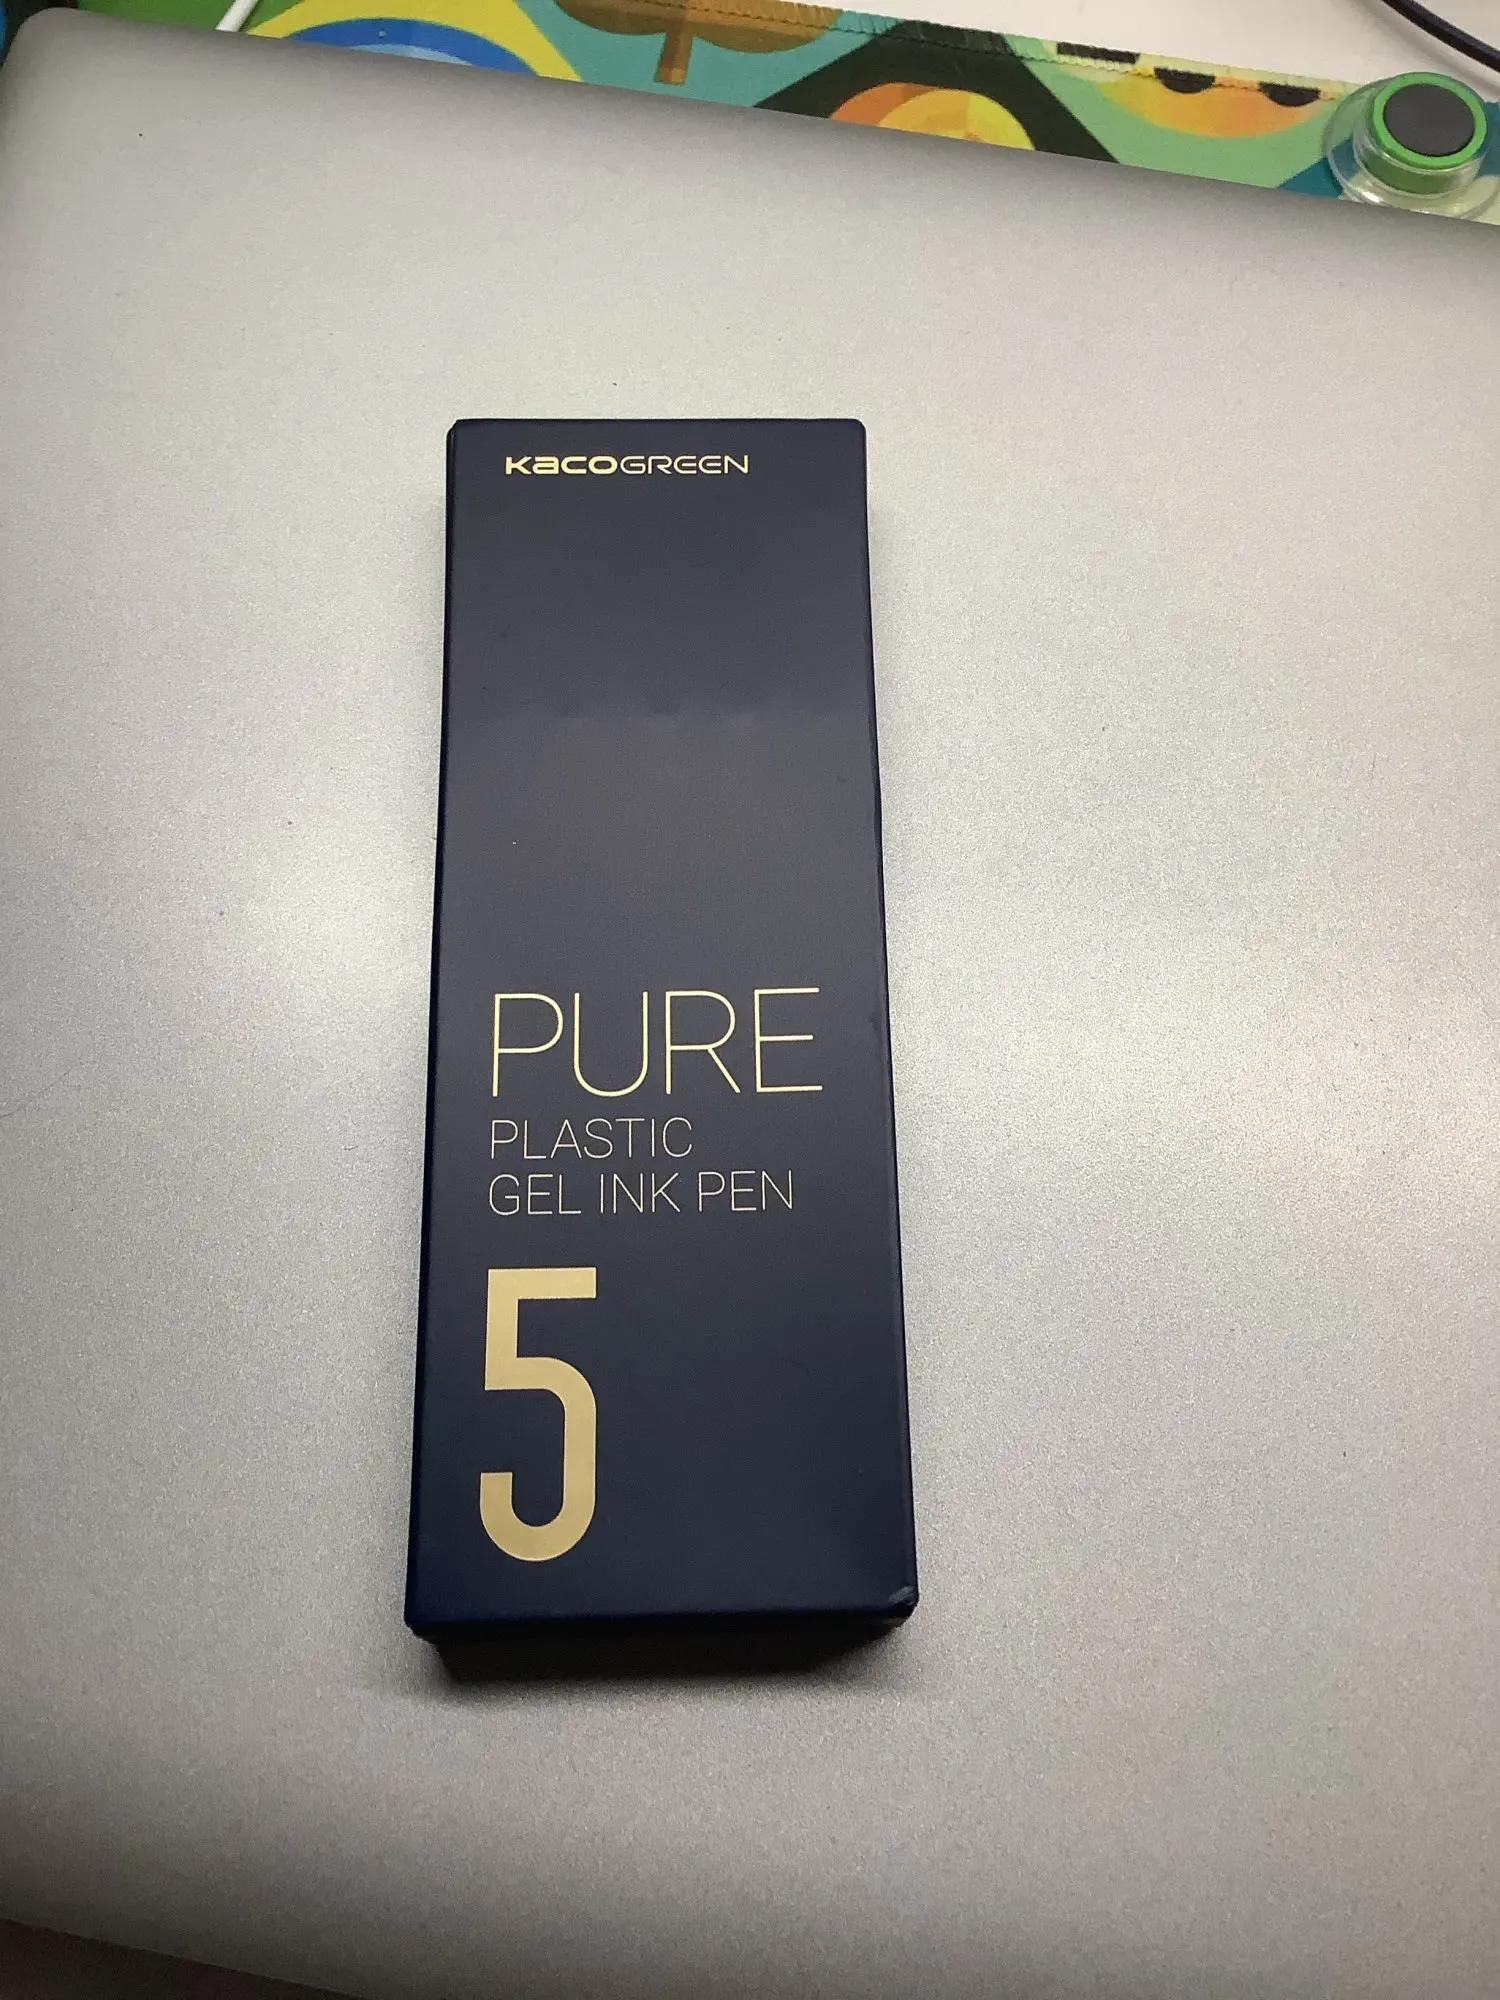 KACOGREEN
PURE
PLASTIC
GEL INK PEN
5